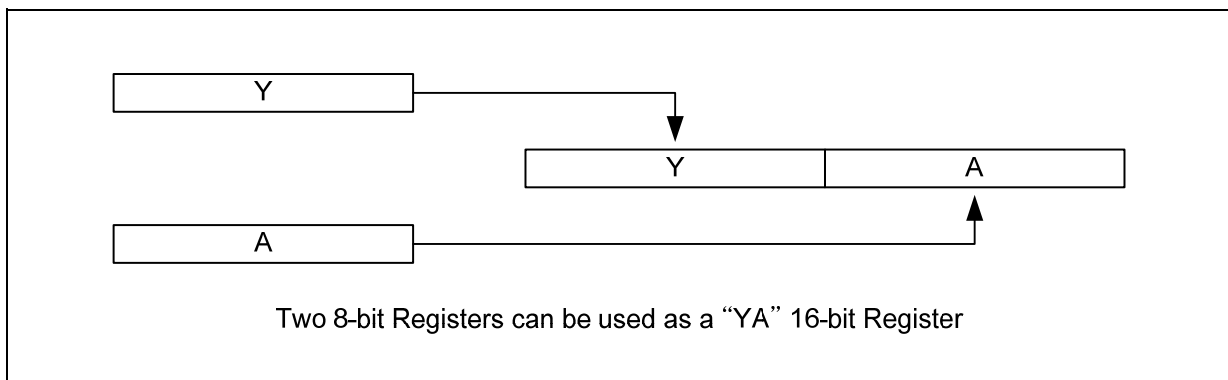 Y
Y A
A
Two 8-bit Registers can be used as a “YA” 16-bit Register